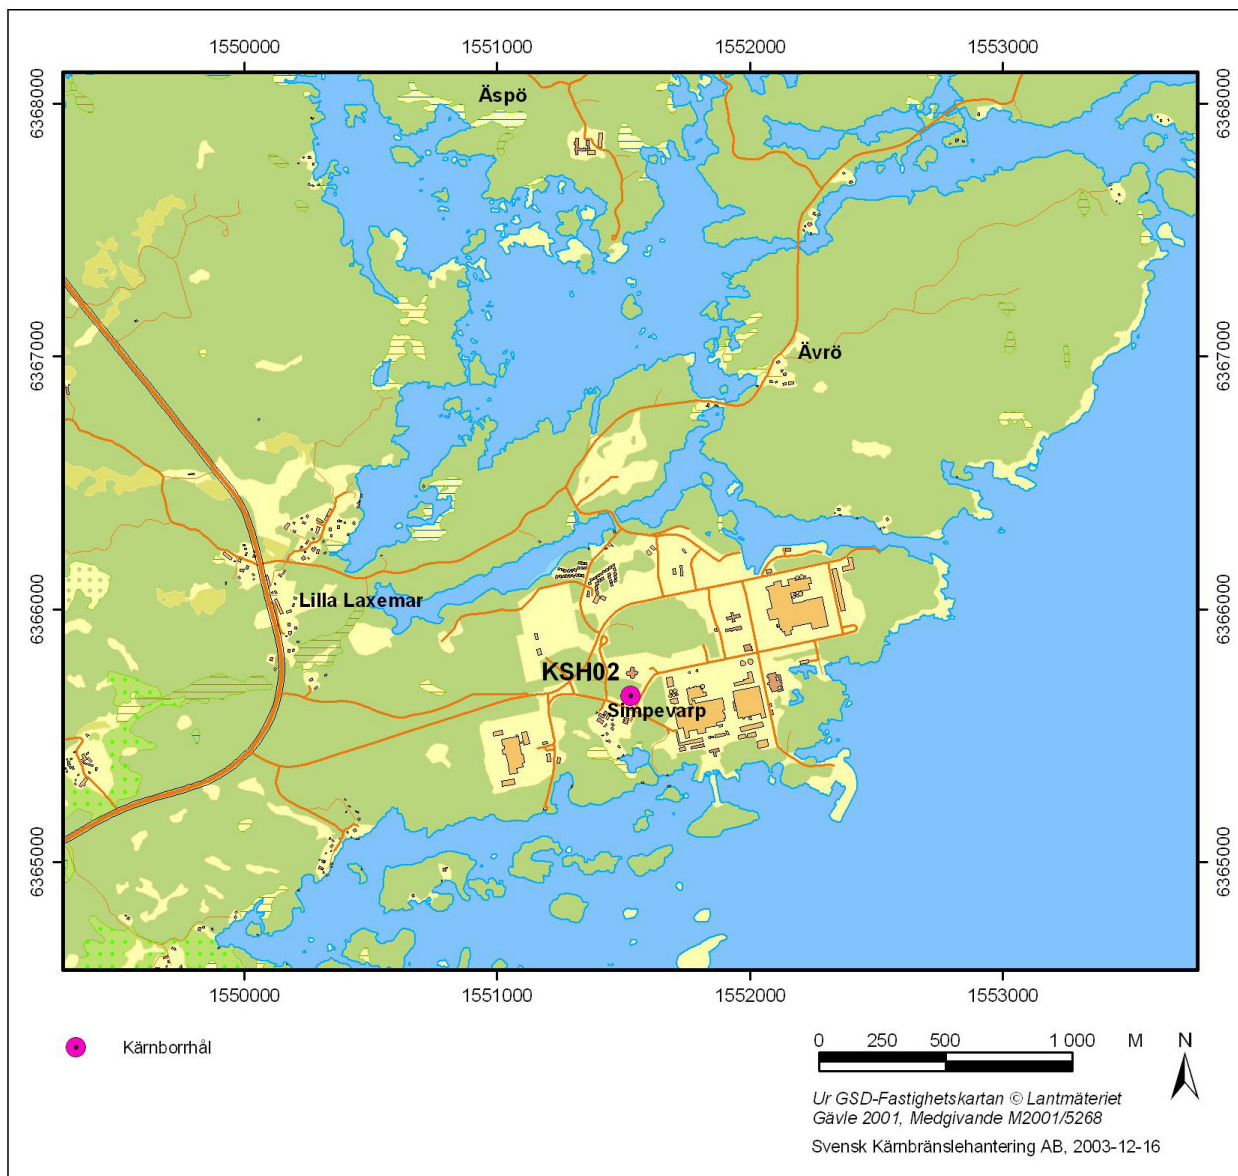 1550000 1551000 1552000 1553000
6368000 6368000
Äspö
6367000 6367000
Ävrö
6366000 6366000
Lilla Laxemar
KSH02
Simpevarp
6365000 6365000
1550000 1551000 1552000 1553000
Kärnborrhål
0 250 500 1 000 M N
Ur GSD-Fastighetskartan © Lantmäteriet
Gävle 2001, Medgivande M2001/5268
Svensk Kärnbränslehantering AB, 2003-12-16